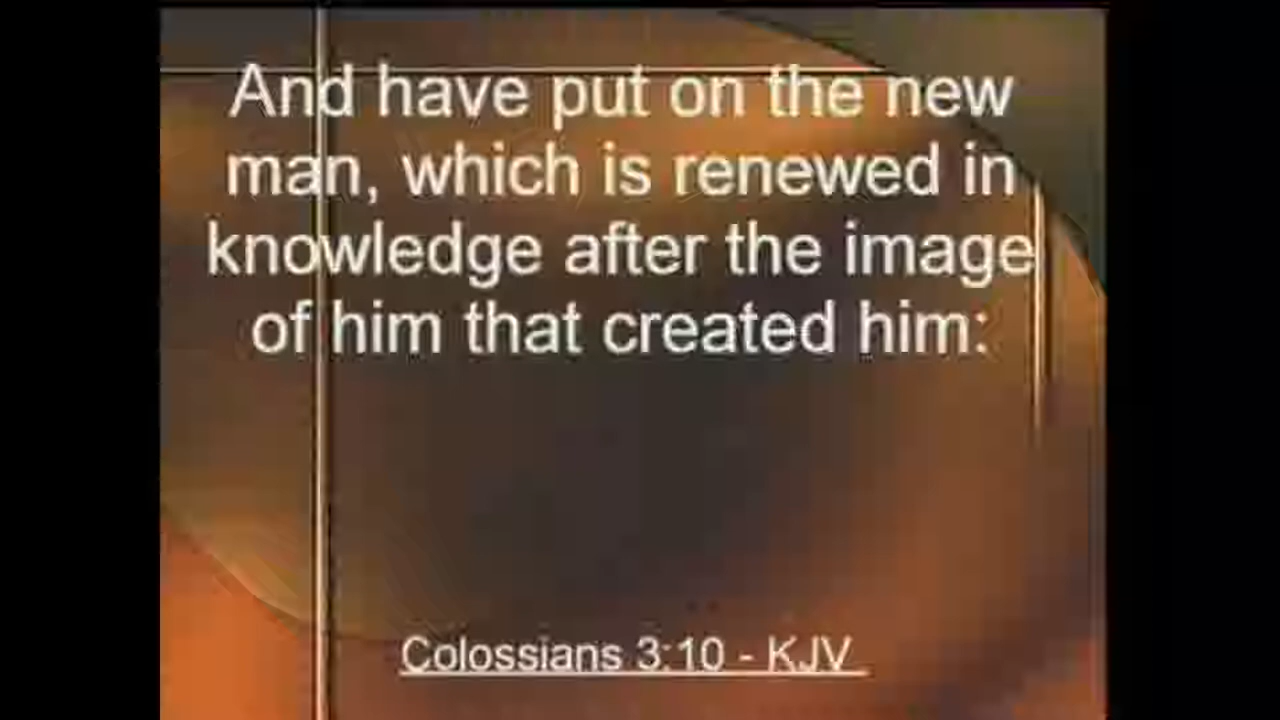 And have put on the new
man, which is renewed in
knowledge after the image
of him that created him:
Colossians 3:10 - KJV